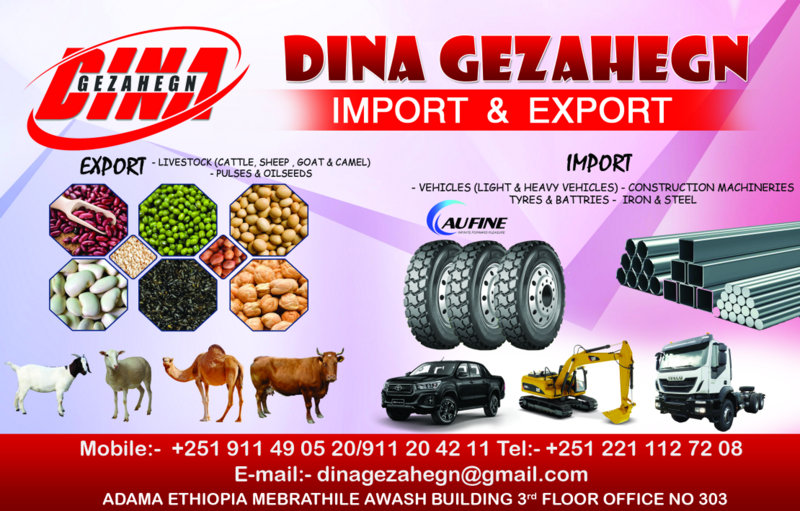 DINA
GEZAHEGN
DINA GEZAHEGN
IMPORT & EXPORT
EXPORT - LIVESTOCK (CATTLE, SHEEP , GOAT & CAMEL)
- PULSES & OILSEEDS
IMPORT
- VEHICLES (LIGHT & HEAVY VEHICLES) - CONSTRUCTION MACHINERIES
TYRES & BATTRIES - IRON & STEEL
AUFINE
Mobile:- +251 911 49 05 20/911 20 42 11 Tel:- +251 221 112 72 08
E-mail:- dinagezahegn@gmail.com
ADAMA ETHIOPIA MEBRATHILE AWASH BUILDING 3rd FLOOR OFFICE NO 303